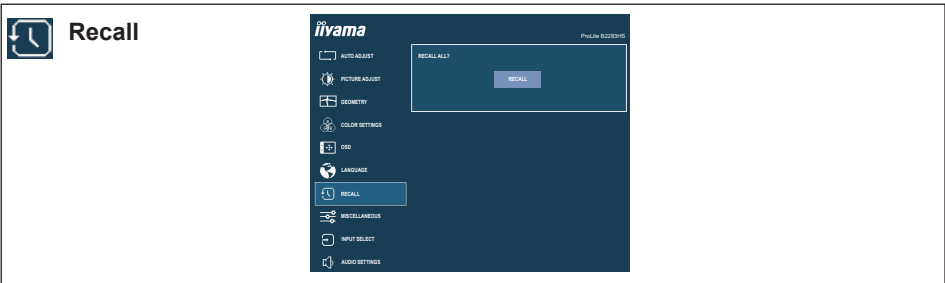 Recall
iiyama
ProLite B2283HS
AUTO ADJUST
RECALL ALL?
PICTURE ADJUST
RECALL
GEOMETRY
COLOR SETTINGS
OSD
LANGUAGE
RECALL
MISCELLANEOUS
INPUT SELECT
AUDIO SETTINGS